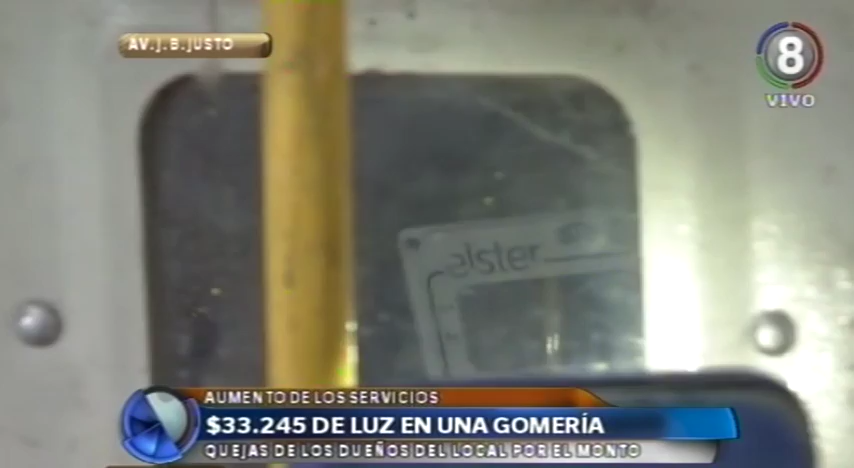 AV. J. B. JUSTO
8
VIVO
elster
AUMENTO DE LOS SERVICIOS
$33.245 DE LUZ EN UNA GOMERÍA
QUEJAS DE LOS DUEÑOS DEL LOCAL POR EL MONTO